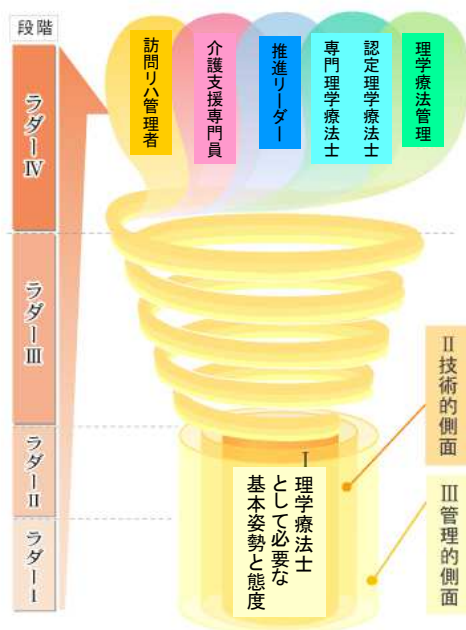 段階
ラダーⅣ
ラダーⅢ
ラダーⅡ
ラダーⅠ
訪問リハ管理者
介護支援専門員
推進リーダー
認定理学療法士
専門理学療法士
理学療法管理
Ⅱ技術的側面
Ⅲ管理的側面
Ⅰ理学療法士
として必要な
基本姿勢と態度